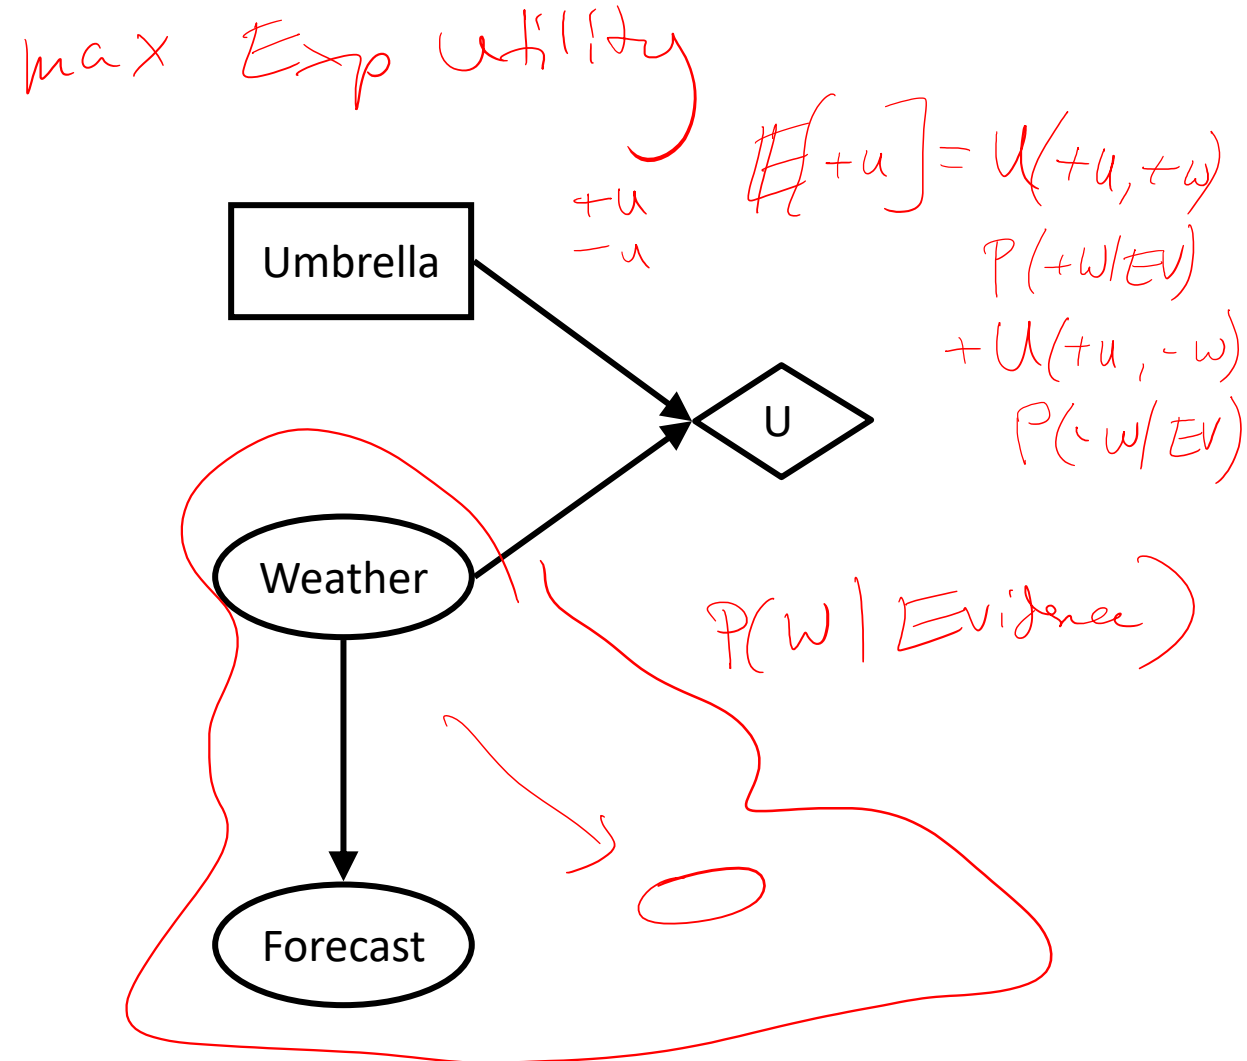 max Exp utility
E[+u] = U(+u, +w)
P(+w|EV)
+ U(+u, -w)
P(-w|EV)
+u
-u
Umbrella
U
Weather
P(W | Evidence)
Forecast